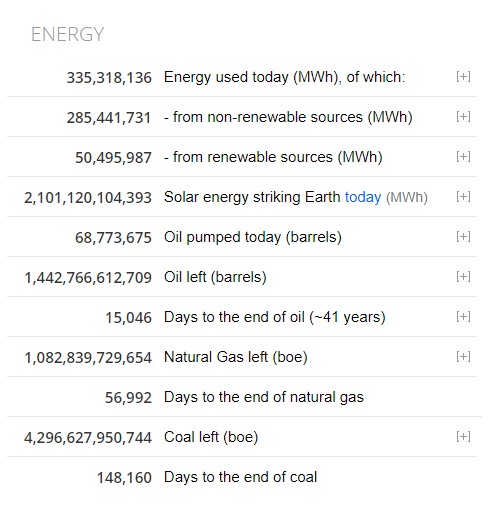 ENERGY
335,318,136 Energy used today (MWh), of which: [+]
285,441,731 - from non-renewable sources (MWh) [+]
50,495,987 - from renewable sources (MWh) [+]
2,101,120,104,393 Solar energy striking Earth today (MWh) [+]
68,773,675 Oil pumped today (barrels) [+]
1,442,766,612,709 Oil left (barrels) [+]
15,046 Days to the end of oil (~41 years) [+]
1,082,839,729,654 Natural Gas left (boe) [+]
56,992 Days to the end of natural gas
4,296,627,950,744 Coal left (boe) [+]
148,160 Days to the end of coal